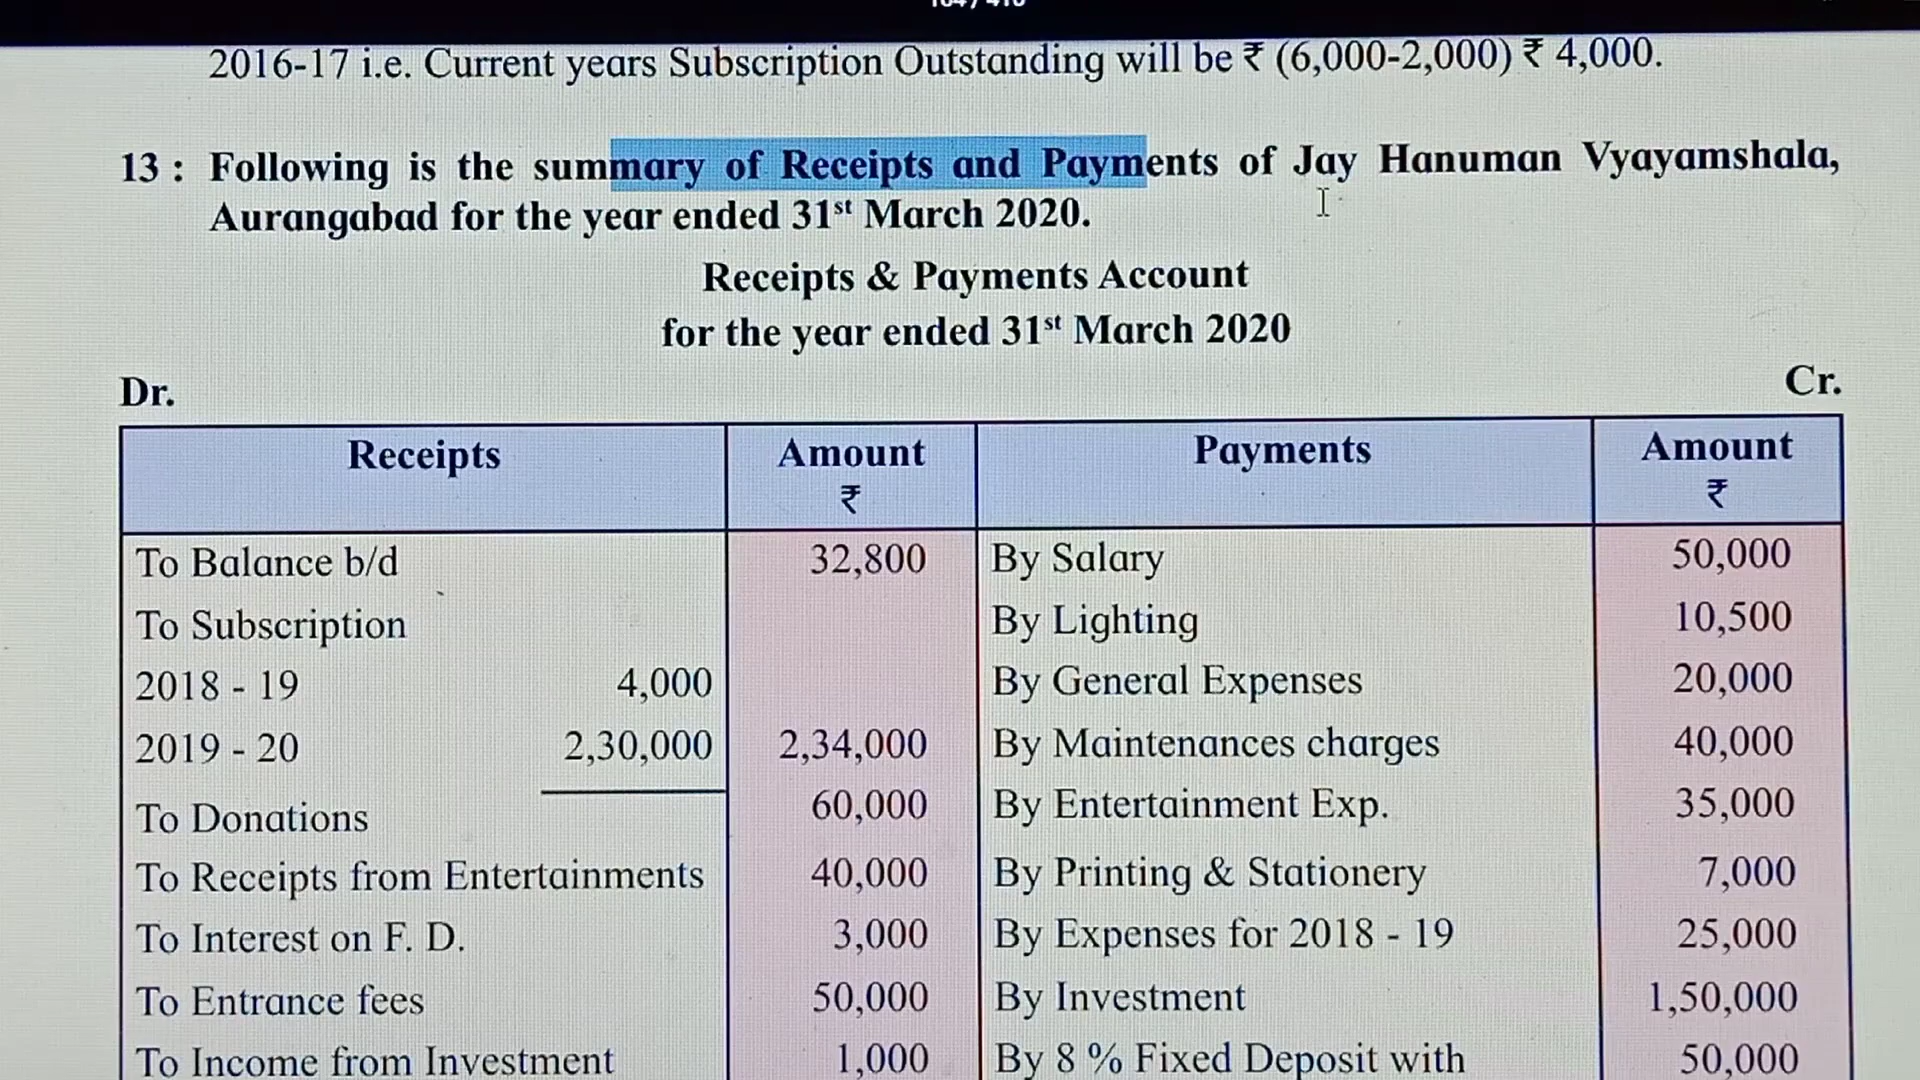 2016-17 i.e. Current years Subscription Outstanding will be ₹ (6,000-2,000) ₹ 4,000.
13 : Following is the summary of Receipts and Payments of Jay Hanuman Vyayamshala,
Aurangabad for the year ended 31st March 2020.
Receipts & Payments Account
for the year ended 31st March 2020
Dr. Cr.
Receipts Amount ₹ Payments Amount ₹
To Balance b/d 32,800 By Salary 50,000
To Subscription By Lighting 10,500
2018 - 19 4,000 By General Expenses 20,000
2019 - 20 2,30,000 2,34,000 By Maintenances charges 40,000
To Donations 60,000 By Entertainment Exp. 35,000
To Receipts from Entertainments 40,000 By Printing & Stationery 7,000
To Interest on F. D. 3,000 By Expenses for 2018 - 19 25,000
To Entrance fees 50,000 By Investment 1,50,000
To Income from Investment 1,000 By 8 % Fixed Deposit with 50,000